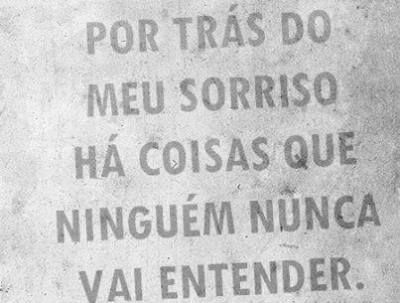 POR TRÁS DO
MEU SORRISO
HÁ COISAS QUE
NINGUÉM NUNCA
VAI ENTENDER.